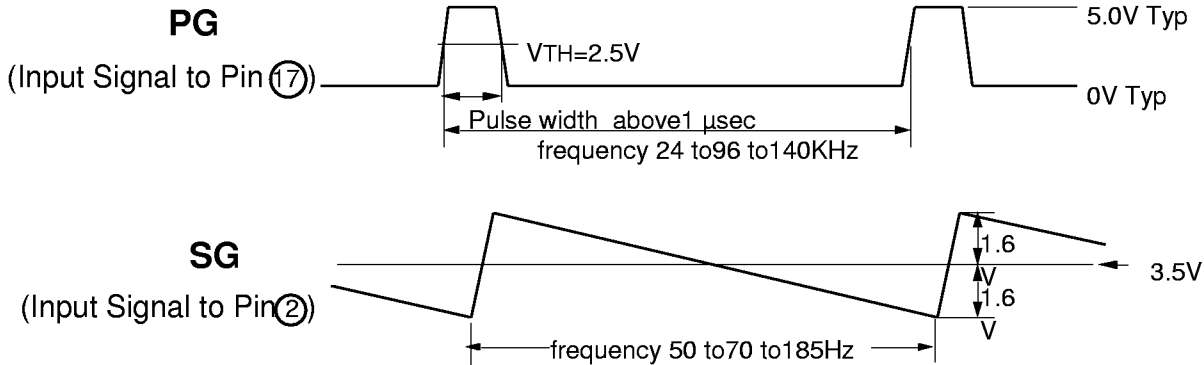 PG
5.0V Typ
VTH=2.5V
(Input Signal to Pin 17)
0V Typ
Pulse width above1 µsec
frequency 24 to96 to140KHz
SG
1.6
V
3.5V
(Input Signal to Pin 2)
1.6
V
frequency 50 to70 to185Hz